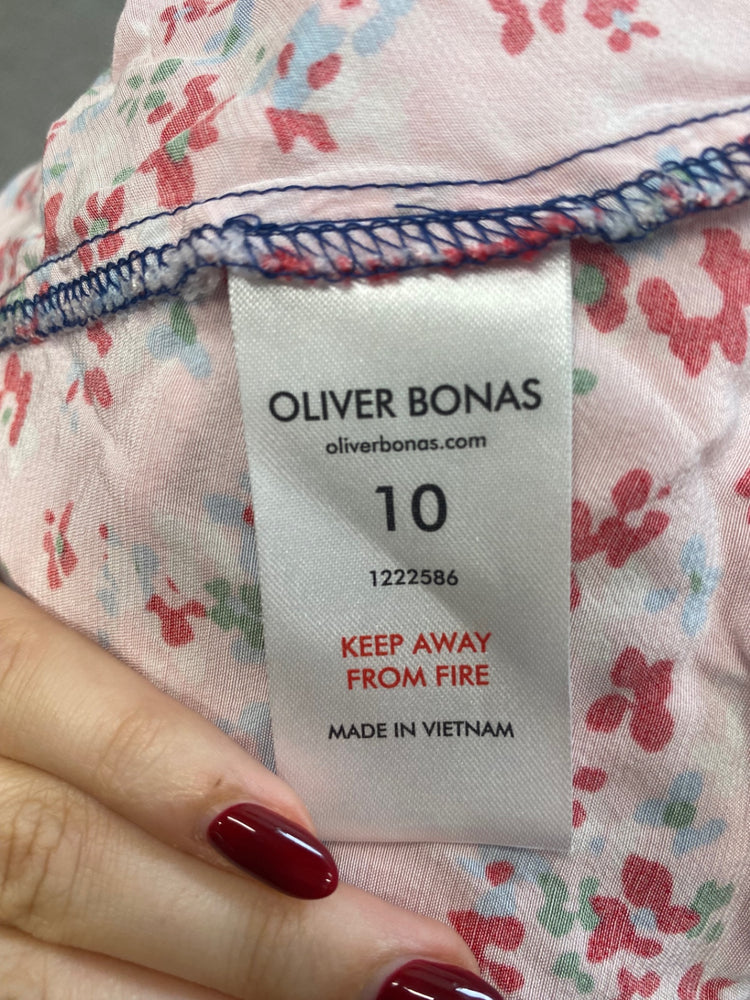 OLIVER BONAS
oliverbonas.com
10
1222586
KEEP AWAY
FROM FIRE
MADE IN VIETNAM